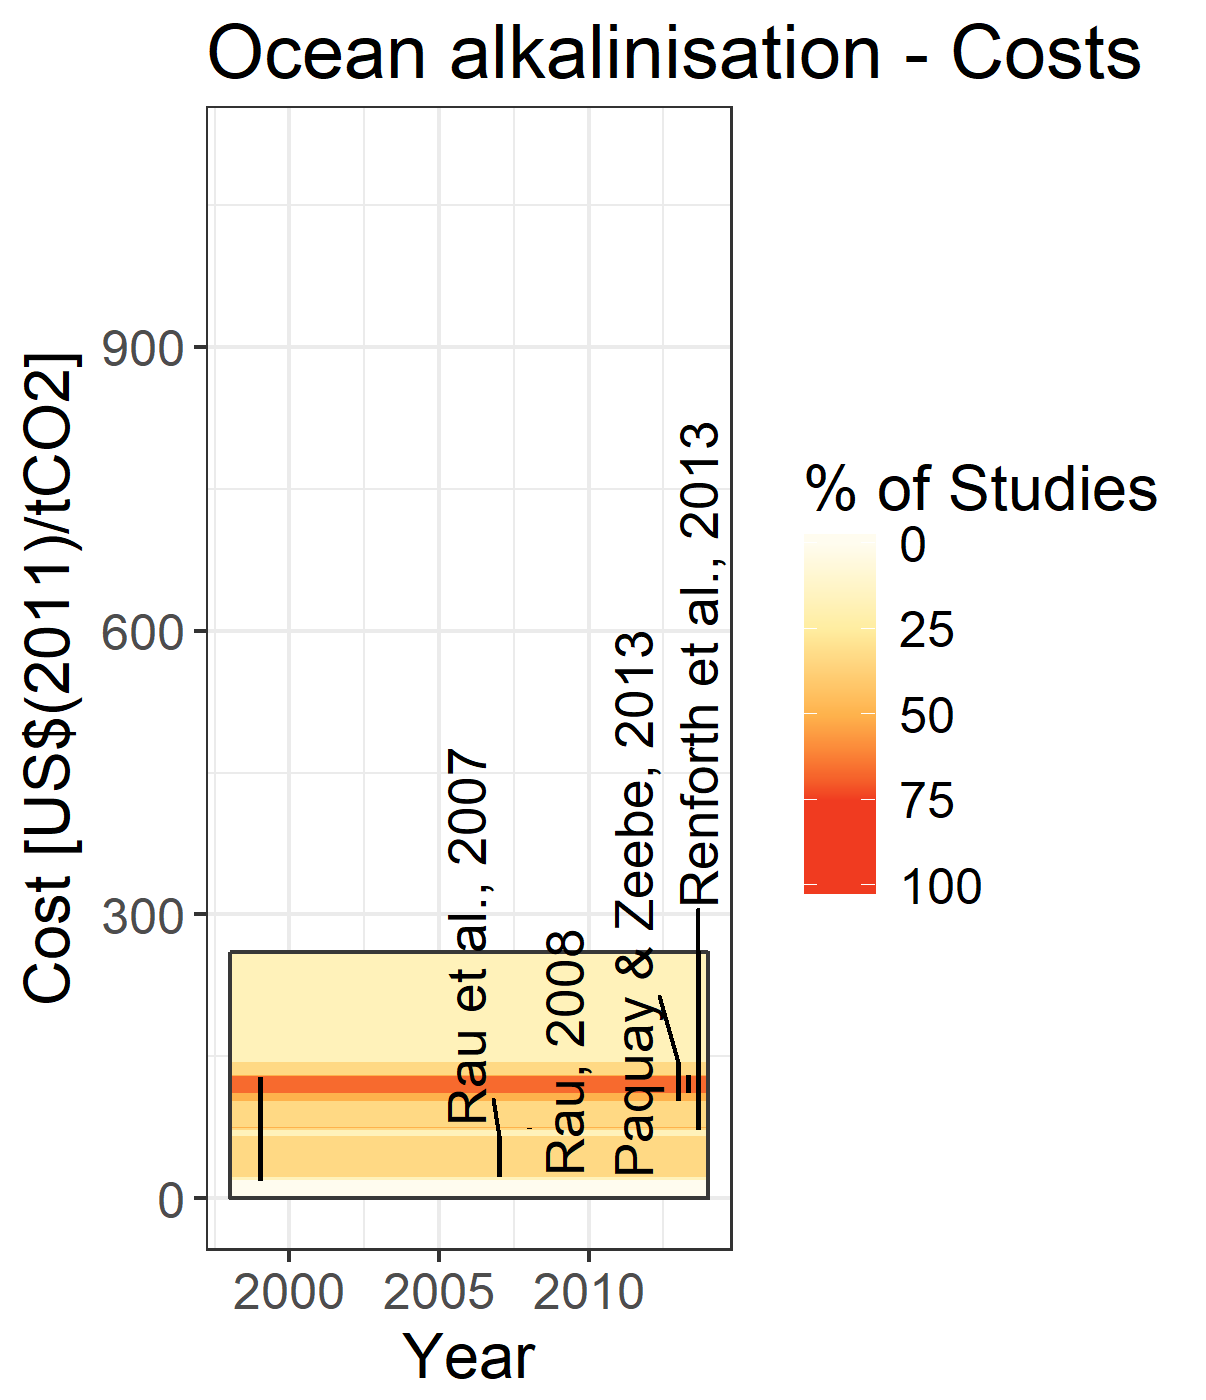 Ocean alkalinisation - Costs
Cost [US$(2011)/tCO2]
900
600
300
0
Rau et al., 2007
Rau, 2008
Paquay & Zeebe, 2013
Renforth et al., 2013
2000
2005
2010
Year
% of Studies
0
25
50
75
100